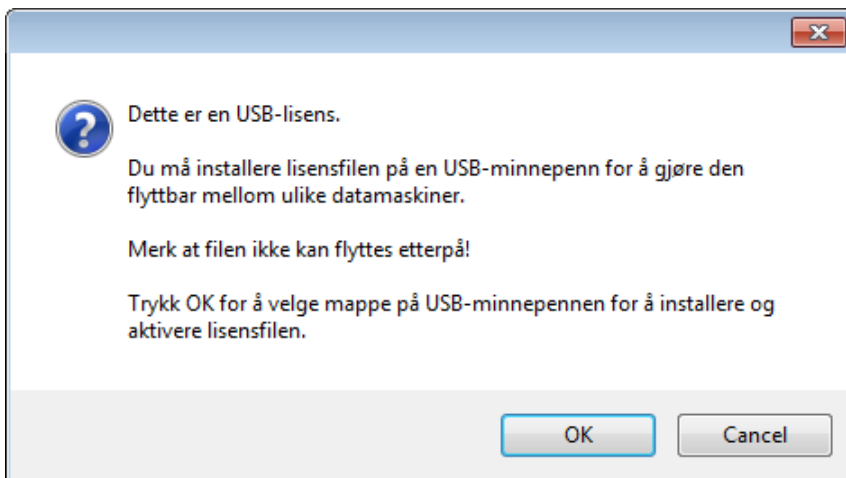 Dette er en USB-lisens.
Du må installere lisensfilen på en USB-minnepenn for å gjøre den
flyttbar mellom ulike datamaskiner.
Merk at filen ikke kan flyttes etterpå!
Trykk OK for å velge mappe på USB-minnepennen for å installere og
aktivere lisensfilen.
OK
Cancel